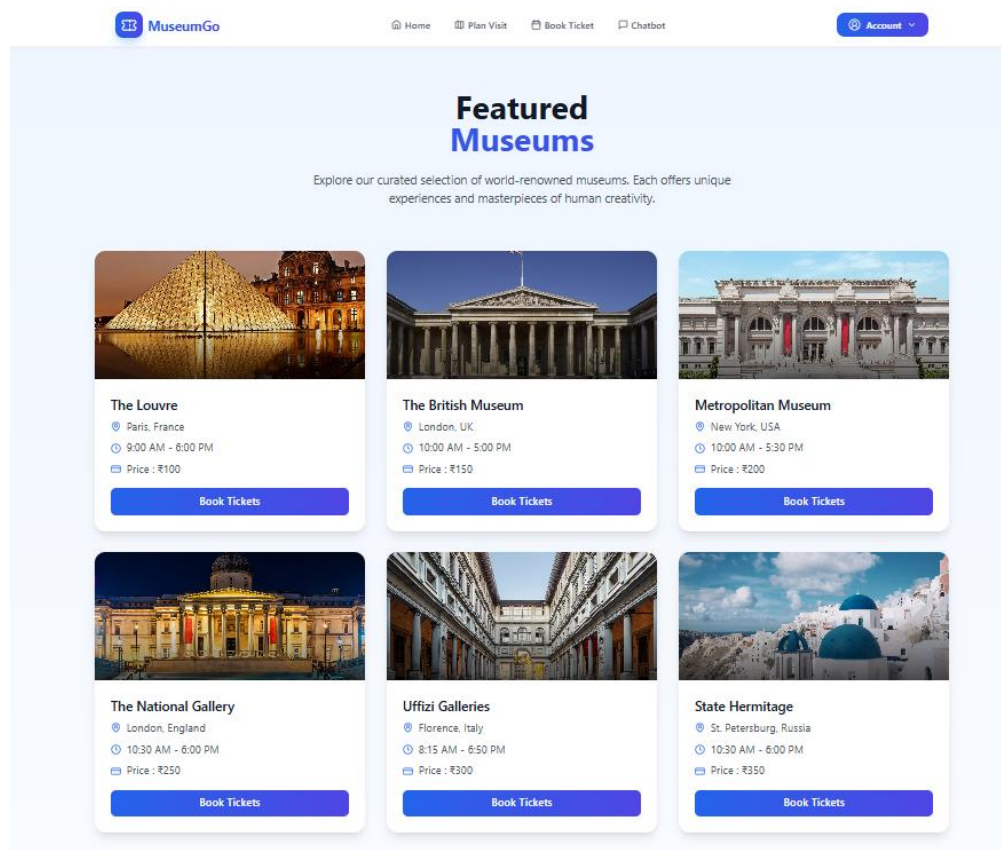 MuseumGo
Home
Plan Visit
Book Ticket
Chatbot
Account
Featured
Museums
Explore our curated selection of world-renowned museums. Each offers unique
experiences and masterpieces of human creativity.
The Louvre
Paris, France
9:00 AM - 6:00 PM
Price : ₹100
Book Tickets
The British Museum
London, UK
10:00 AM - 5:00 PM
Price : ₹150
Book Tickets
Metropolitan Museum
New York, USA
10:00 AM - 5:30 PM
Price : ₹200
Book Tickets
The National Gallery
London, England
10:30 AM - 6:00 PM
Price : ₹250
Book Tickets
Uffizi Galleries
Florence, Italy
8:15 AM - 6:50 PM
Price : ₹300
Book Tickets
State Hermitage
St. Petersburg, Russia
10:30 AM - 6:00 PM
Price : ₹350
Book Tickets